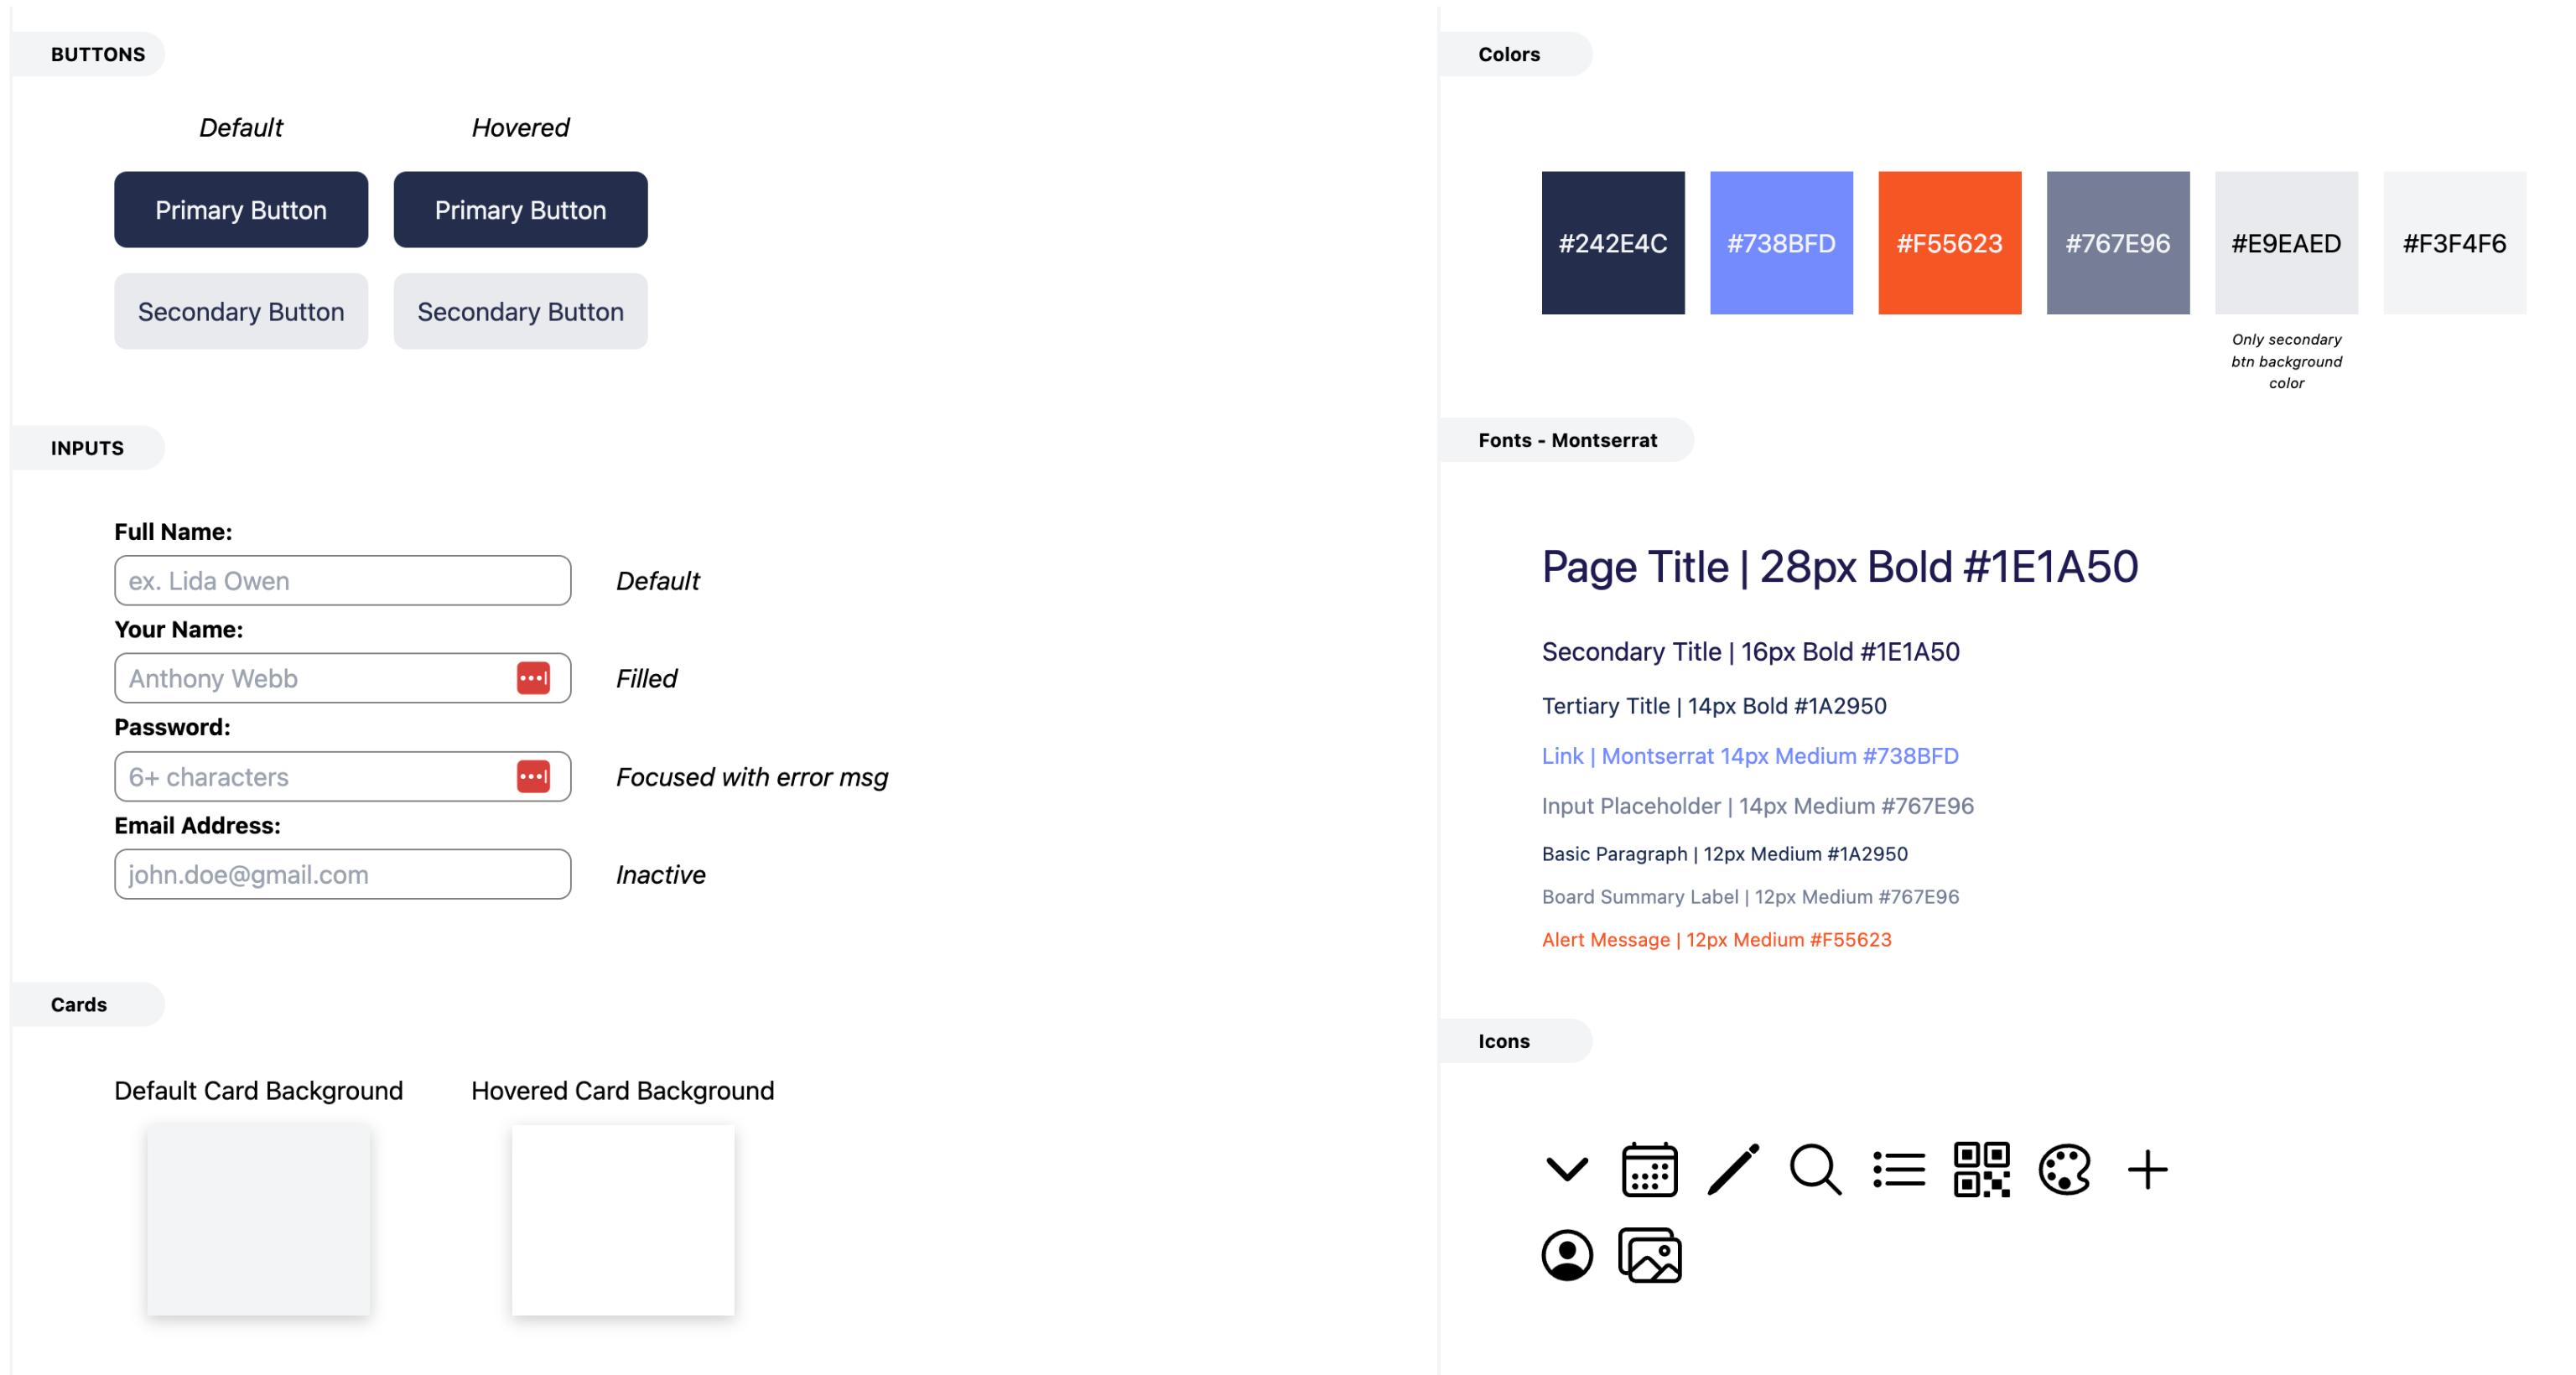 BUTTONS
Default
Hovered
Primary Button
Primary Button
Secondary Button
Secondary Button
INPUTS
Full Name:
ex. Lida Owen
Default
Your Name:
Anthony Webb
Filled
Password:
6+ characters
Focused with error msg
Email Address:
john.doe@gmail.com
Inactive
Cards
Default Card Background
Hovered Card Background
Colors
#242E4C
#738BFD
#F55623
#767E96
#E9EAED
#F3F4F6
Only secondary
btn background
color
Fonts - Montserrat
Page Title | 28px Bold #1E1A50
Secondary Title | 16px Bold #1E1A50
Tertiary Title | 14px Bold #1A2950
Link | Montserrat 14px Medium #738BFD
Input Placeholder | 14px Medium #767E96
Basic Paragraph | 12px Medium #1A2950
Board Summary Label | 12px Medium #767E96
Alert Message | 12px Medium #F55623
Icons